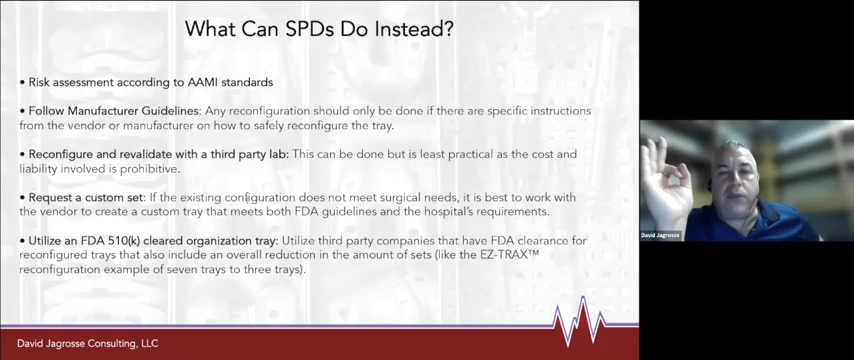 What Can SPDs Do Instead?
• Risk assessment according to AAMI standards
• Follow Manufacturer Guidelines: Any reconfiguration should only be done if there are specific instructions
from the vendor or manufacturer on how to safely reconfigure the tray.
• Reconfigure and revalidate with a third party lab: This can be done but is least practical as the cost and
liability involved is prohibitive.
• Request a custom set: If the existing configuration does not meet surgical needs, it is best to work with
the vendor to create a custom tray that meets both FDA guidelines and the hospital's requirements.
• Utilize an FDA 510(k) cleared organization tray: Utilize third party companies that have FDA clearance for
reconfigured trays that also include an overall reduction in the amount of sets (like the EZ-TRAX™
reconfiguration example of seven trays to three trays).
David Jagrosse Consulting, LLC
David Jagrosse